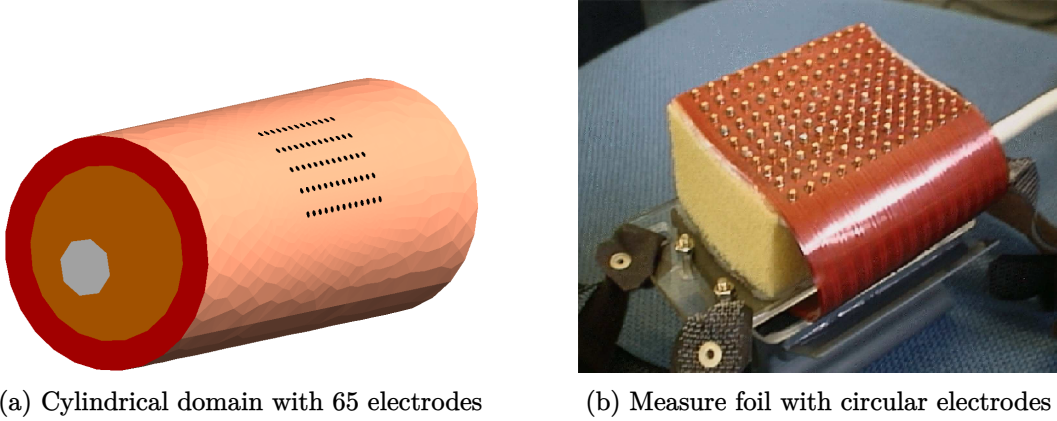 (a) Cylindrical domain with 65 electrodes
(b) Measure foil with circular electrodes